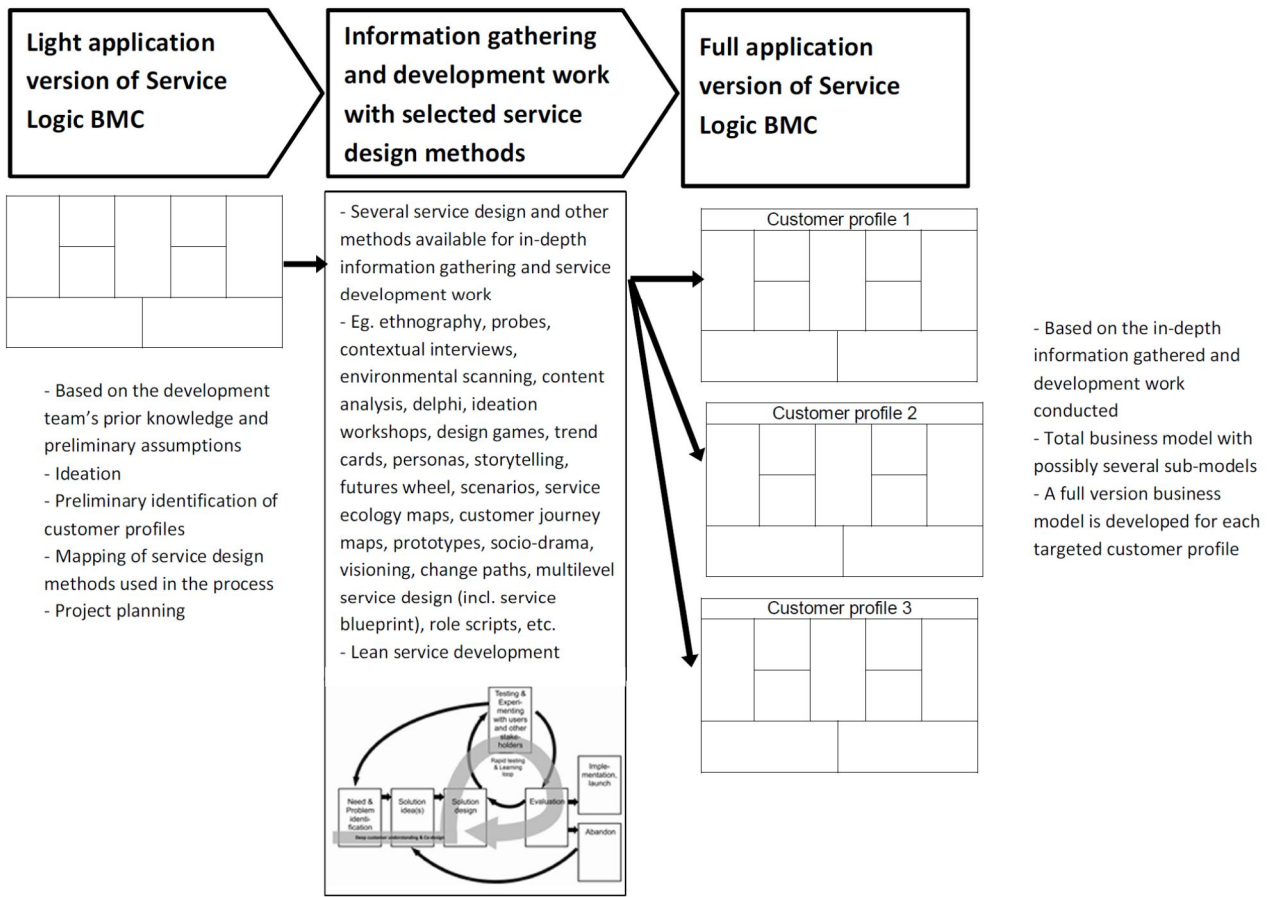 Light application
version of Service
Logic BMC
Information gathering
and development work
with selected service
design methods
Full application
version of Service
Logic BMC
- Based on the development
team’s prior knowledge and
preliminary assumptions
- Ideation
- Preliminary identification of
customer profiles
- Mapping of service design
methods used in the process
- Project planning
- Several service design and other
methods available for in-depth
information gathering and service
development work
- Eg. ethnography, probes,
contextual interviews,
environmental scanning, content
analysis, delphi, ideation
workshops, design games, trend
cards, personas, storytelling,
futures wheel, scenarios, service
ecology maps, customer journey
maps, prototypes, socio-drama,
visioning, change paths, multilevel
service design (incl. service
blueprint), role scripts, etc.
- Lean service development
Testing &
Experi-
menting
with users
and other
stake-
holders
Rapid testing
& Learning
loop
Need &
Problem
identi-
fication
Solution
idea(s)
Solution
design
Evaluation
Imple-
mentation,
launch
Abandon
Deep customer understanding & Co-design
Customer profile 1
Customer profile 2
Customer profile 3
- Based on the in-depth
information gathered and
development work
conducted
- Total business model with
possibly several sub-models
- A full version business
model is developed for each
targeted customer profile